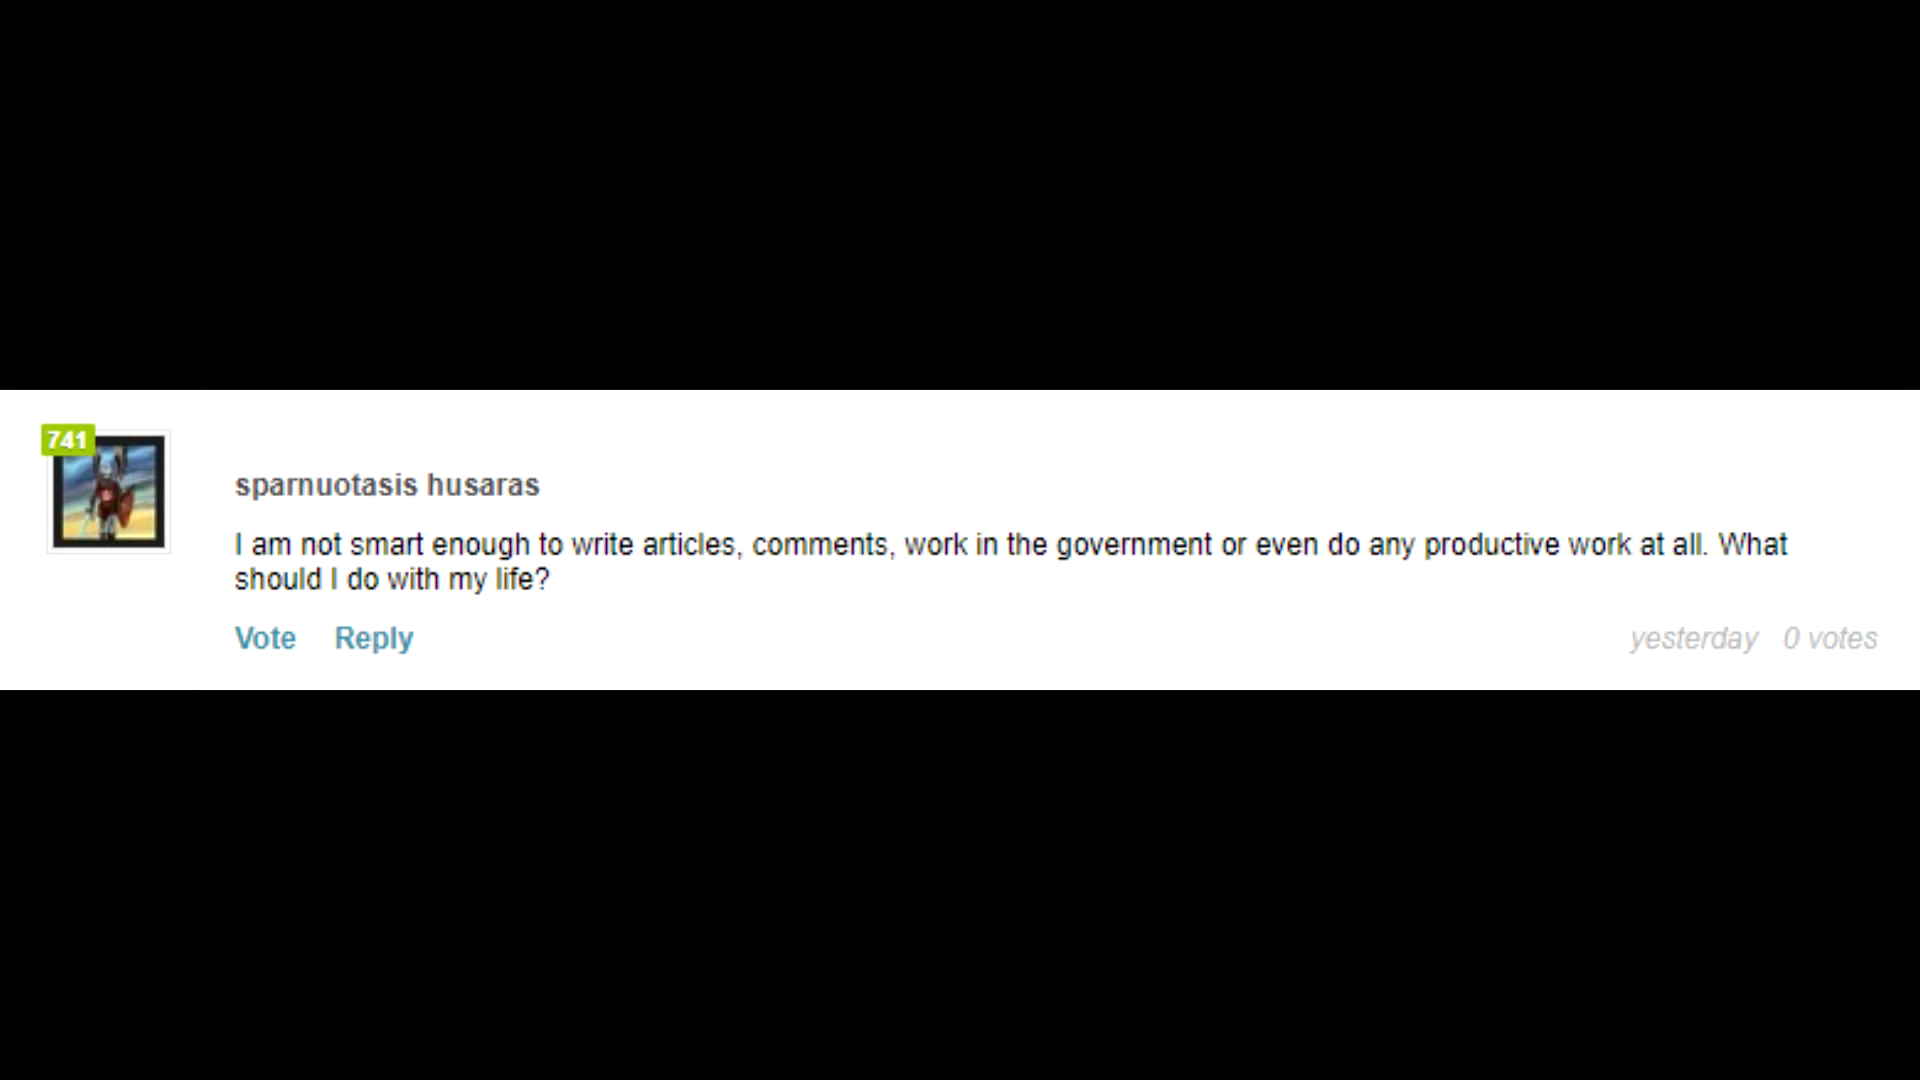 741
sparnuotasis husaras
I am not smart enough to write articles, comments, work in the government or even do any productive work at all. What
should I do with my life?
Vote Reply yesterday 0 votes